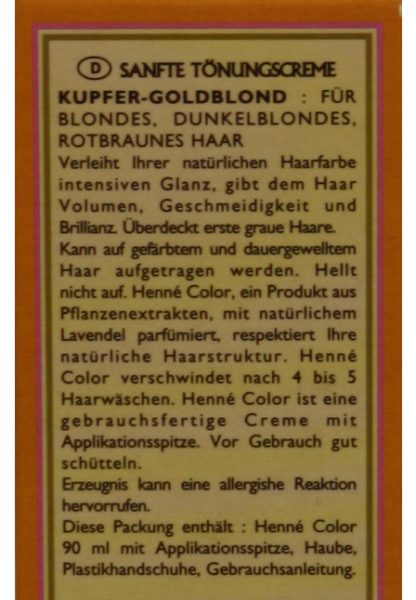 D SANFTE TÖNUNGSCREME
KUPFER-GOLDBLOND : FÜR
BLONDES, DUNKELBLONDES,
ROTBRAUNES HAAR
Verleiht Ihrer natürlichen Haarfarbe
intensiven Glanz, gibt dem Haar
Volumen, Geschmeidigkeit und
Brillianz. Überdeckt erste graue Haare.
Kann auf gefärbtem und dauergewelltem
Haar aufgetragen werden. Hellt
nicht auf. Henné Color, ein Produkt aus
Pflanzenextrakten, mit natürlichem
Lavendel parfümiert, respektiert Ihre
natürliche Haarstruktur. Henné
Color verschwindet nach 4 bis 5
Haarwäschen. Henné Color ist eine
gebrauchsfertige Creme mit
Applikationsspitze. Vor Gebrauch gut
schütteln.
Erzeugnis kann eine allergishe Reaktion
hervorrufen.
Diese Packung enthält : Henné Color
90 ml mit Applikationsspitze, Haube,
Plastikhandschuhe, Gebrauchsanleitung.